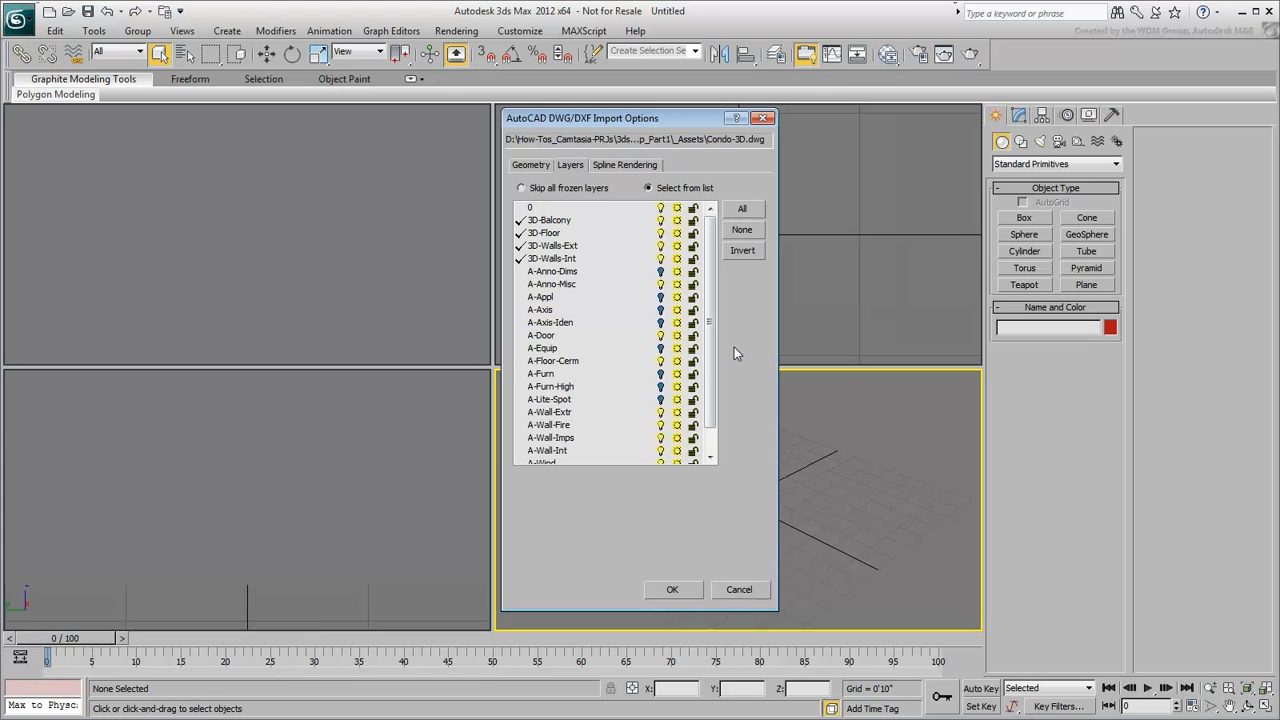 Autodesk 3ds Max 2012 x64 - Not for Resale Untitled
Type a keyword or phrase
Edit Tools Group Views Create Modifiers Animation Graph Editors Rendering Customize MAXScript Help
Created by the WDM Group, Autodesk M&E
All
View
Create Selection Se
Graphite Modeling Tools Freeform Selection Object Paint
Polygon Modeling
AutoCAD DWG/DXF Import Options
D:\How-Tos_Camtasia-PRJs\3ds...p_Part1\_Assets\Condo-3D.dwg
Geometry Layers Spline Rendering
Skip all frozen layers Select from list
0
3D-Balcony
3D-Floor
3D-Walls-Ext
3D-Walls-Int
A-Anno-Dims
A-Anno-Misc
A-Appl
A-Axis
A-Axis-Iden
A-Door
A-Equip
A-Floor-Cerm
A-Furn
A-Furn-High
A-Lite-Spot
A-Wall-Extr
A-Wall-Fire
A-Wall-Imps
A-Wall-Int
A-Wind
All
None
Invert
OK Cancel
Standard Primitives
Object Type
AutoGrid
Box Cone
Sphere GeoSphere
Cylinder Tube
Torus Pyramid
Teapot Plane
Name and Color
0 / 100
0 5 10 15 20 25 30 35 40 45 50 55 60 65 70 75 80 85 90 95 100
None Selected X: Y: Z: Grid = 0'10" Auto Key Selected
Max to Physc Click or click-and-drag to select objects Add Time Tag Set Key Key Filters... 0